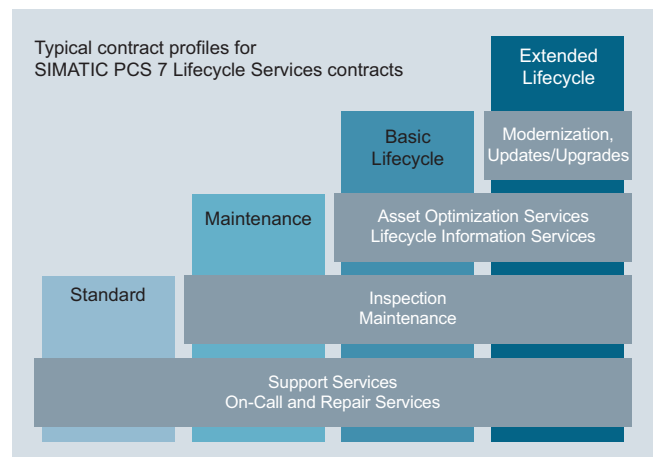 Typical contract profiles for
SIMATIC PCS 7 Lifecycle Services contracts
Extended
Lifecycle
Basic
Lifecycle
Modernization,
Updates/Upgrades
Maintenance
Asset Optimization Services
Lifecycle Information Services
Standard
Inspection
Maintenance
Support Services
On-Call and Repair Services